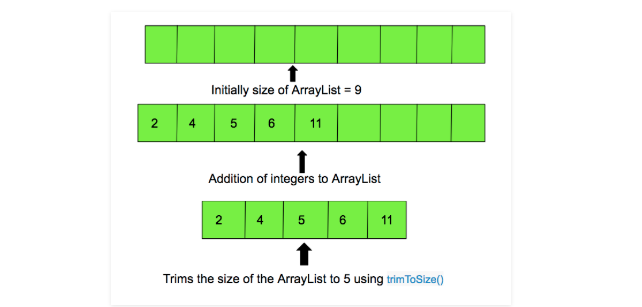 Initially size of ArrayList = 9
2 4 5 6 11
Addition of integers to ArrayList
2 4 5 6 11
Trims the size of the ArrayList to 5 using trimToSize()